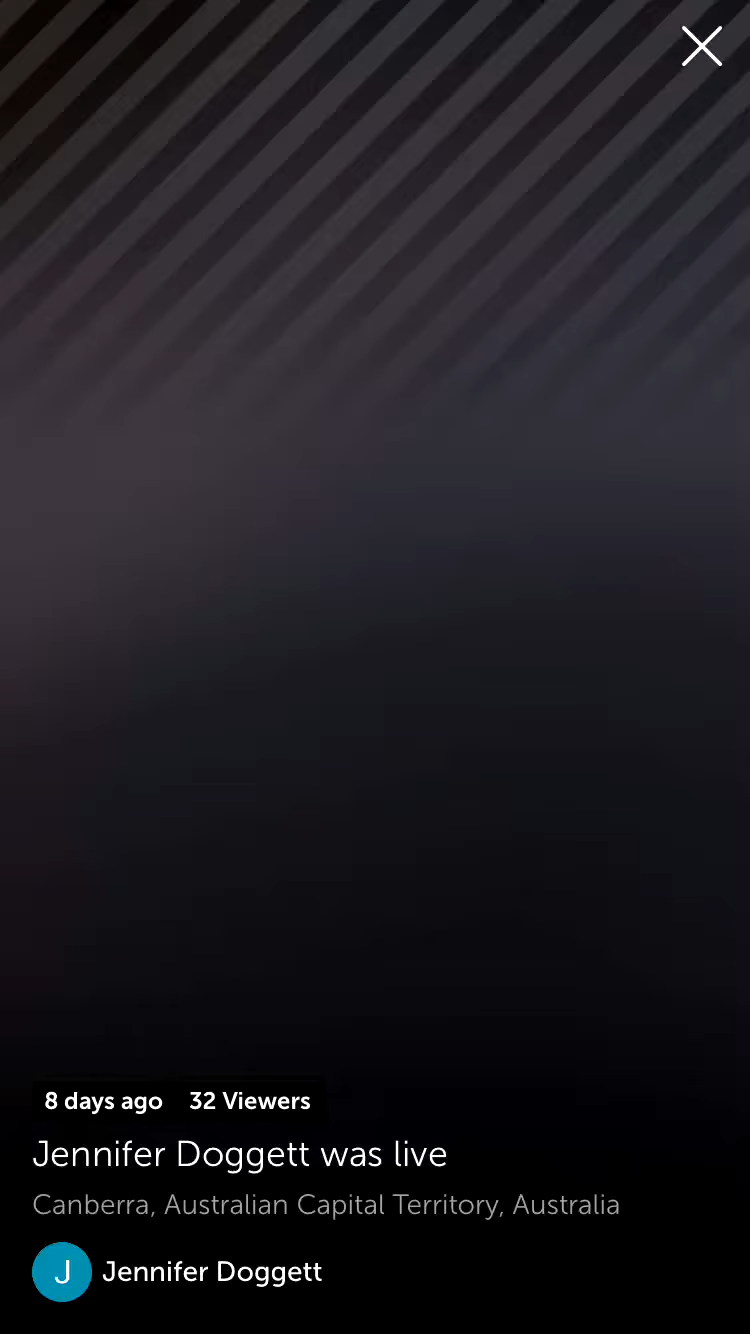 8 days ago 32 Viewers
Jennifer Doggett was live
Canberra, Australian Capital Territory, Australia
J Jennifer Doggett